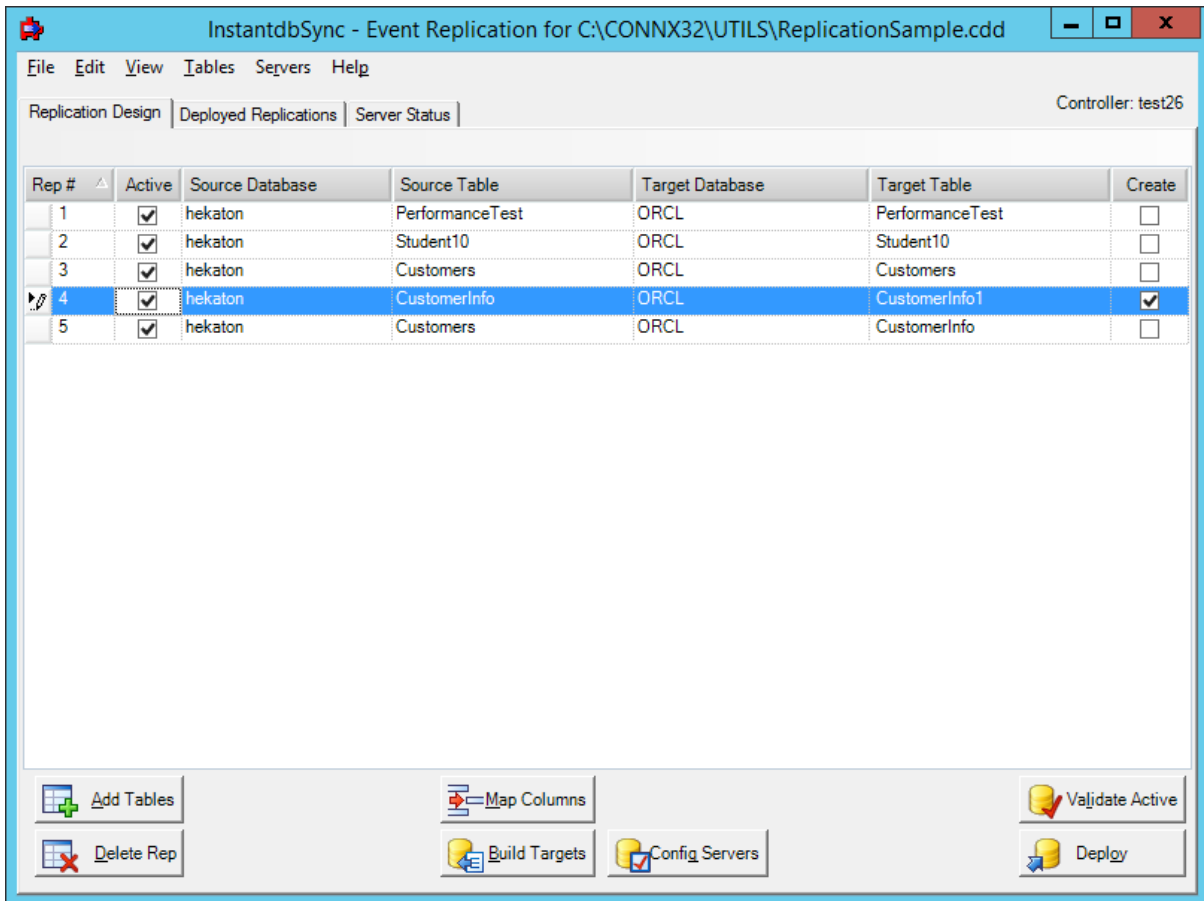 InstantdbSync - Event Replication for C:\CONNX32\UTILS\ReplicationSample.cdd
File Edit View Tables Servers Help
Replication Design Deployed Replications Server Status Controller: test26
Rep # Active Source Database Source Table Target Database Target Table Create
1 hekaton PerformanceTest ORCL PerformanceTest
2 hekaton Student10 ORCL Student10
3 hekaton Customers ORCL Customers
4 hekaton CustomerInfo ORCL CustomerInfo1
5 hekaton Customers ORCL CustomerInfo
Add Tables Map Columns Validate Active
Delete Rep Build Targets Config Servers Deploy